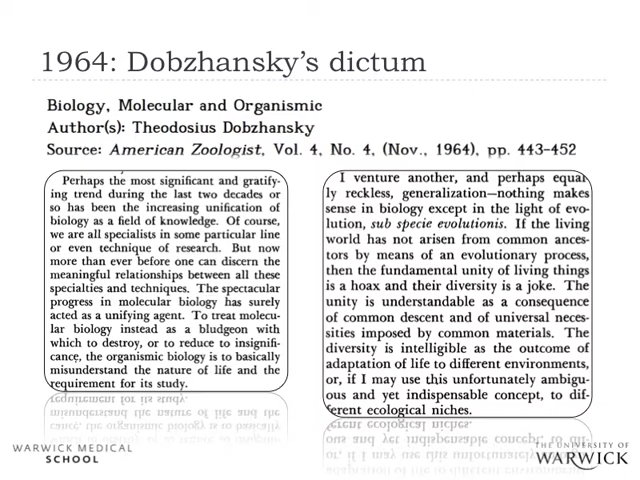 1964: Dobzhansky's dictum
Biology, Molecular and Organismic
Author(s): Theodosius Dobzhansky
Source: American Zoologist, Vol. 4, No. 4, (Nov., 1964), pp. 443-452
Perhaps the most significant and gratify-
ing trend during the last two decades or
so has been the increasing unification of
biology as a field of knowledge. Of course,
we are all specialists in some particular line
or even technique of research. But now
more than ever before one can discern the
meaningful relationships between all these
specialties and techniques. The spectacular
progress in molecular biology has surely
acted as a unifying agent. To treat molecu-
lar biology instead as a bludgeon with
which to destroy, or to reduce to insignifi-
cance, the organismic biology is to basically
misunderstand the nature of life and the
requirement for its study.
I venture another, and perhaps equal
ly reckless, generalization—nothing makes
sense in biology except in the light of evo-
lution, sub specie evolutionis. If the living
world has not arisen from common ances-
tors by means of an evolutionary process,
then the fundamental unity of living things
is a hoax and their diversity is a joke. The
unity is understandable as a consequence
of common descent and of universal neces-
sities imposed by common materials. The
diversity is intelligible as the outcome of
adaptation of life to different environments,
or, if I may use this unfortunately ambigu-
ous and yet indispensable concept, to dif-
ferent ecological niches.
WARWICK MEDICAL
SCHOOL
THE UNIVERSITY OF
WARWICK